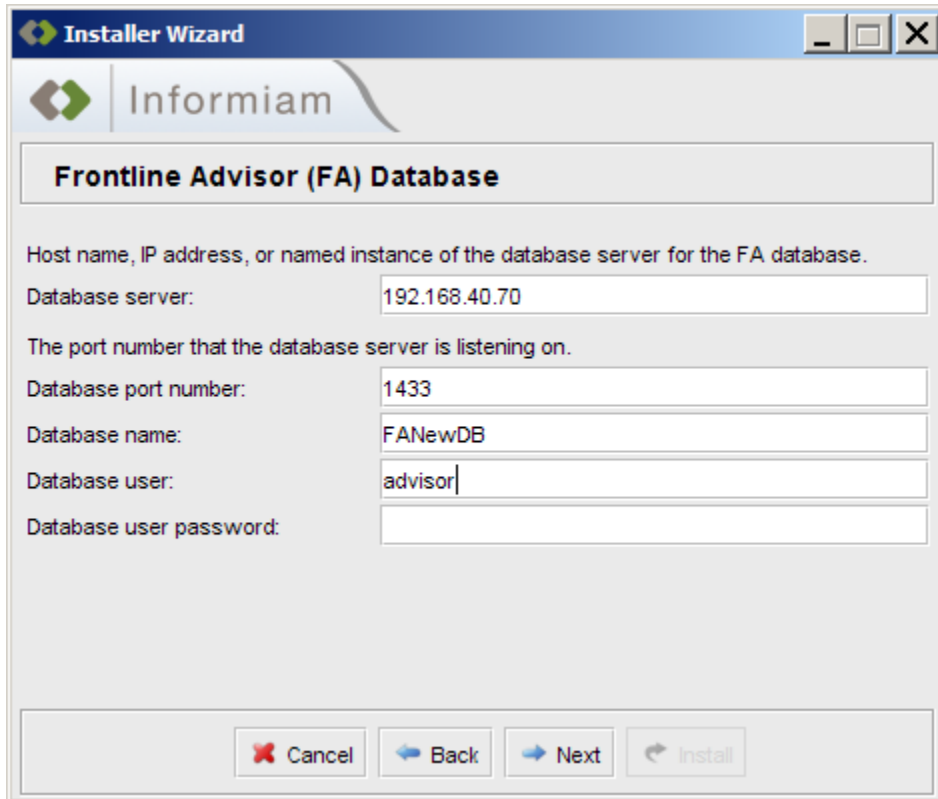 Installer Wizard
Informiam
Frontline Advisor (FA) Database
Host name, IP address, or named instance of the database server for the FA database.
Database server: 192.168.40.70
The port number that the database server is listening on.
Database port number: 1433
Database name: FANewDB
Database user: advisor
Database user password:
Cancel Back Next Install